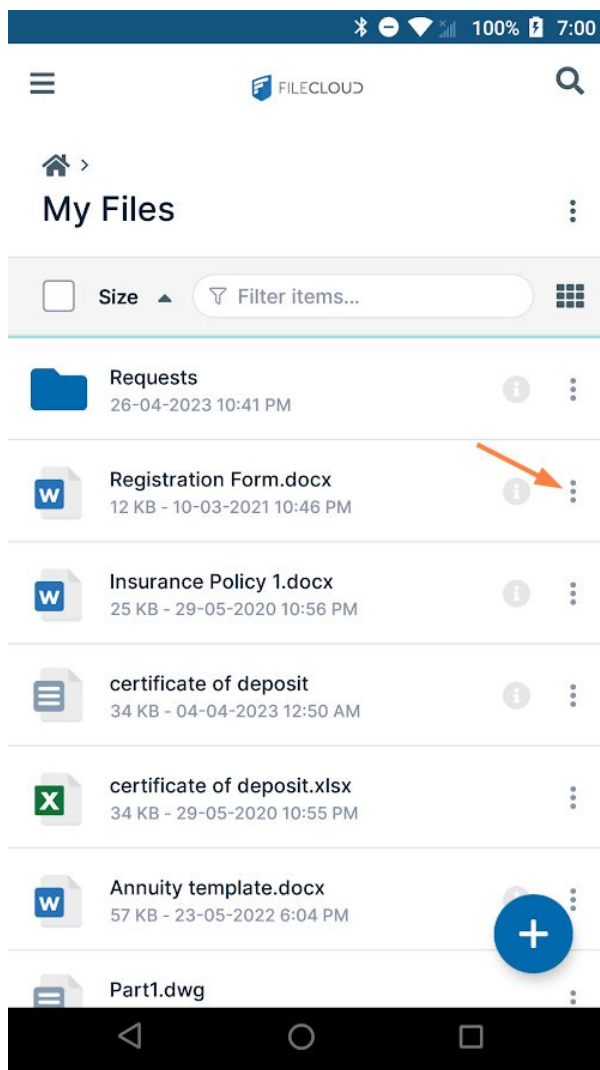 100% 7:00
FILECLOUD
My Files
Size Filter items...
Requests
26-04-2023 10:41 PM
W Registration Form.docx
12 KB - 10-03-2021 10:46 PM
W Insurance Policy 1.docx
25 KB - 29-05-2020 10:56 PM
certificate of deposit
34 KB - 04-04-2023 12:50 AM
X certificate of deposit.xlsx
34 KB - 29-05-2020 10:55 PM
W Annuity template.docx
57 KB - 23-05-2022 6:04 PM
Part1.dwg